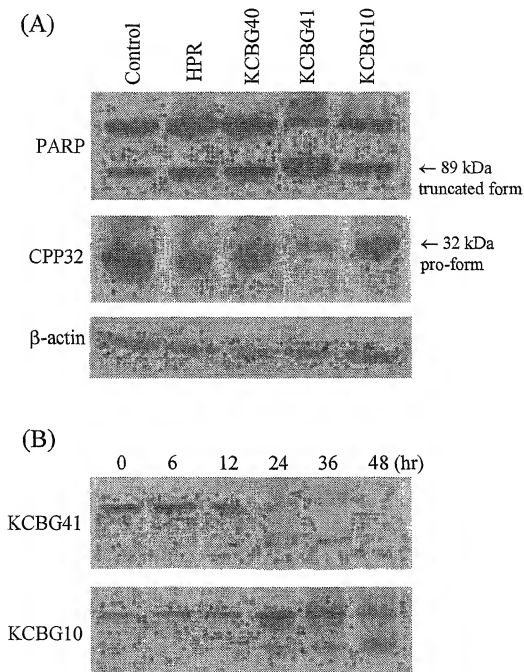 (A)
Control
HPR
KCBG40
KCBG41
KCBG10
PARP
← 89 kDa
truncated form
CPP32
← 32 kDa
pro-form
β-actin
(B)
0 6 12 24 36 48 (hr)
KCBG41
KCBG10